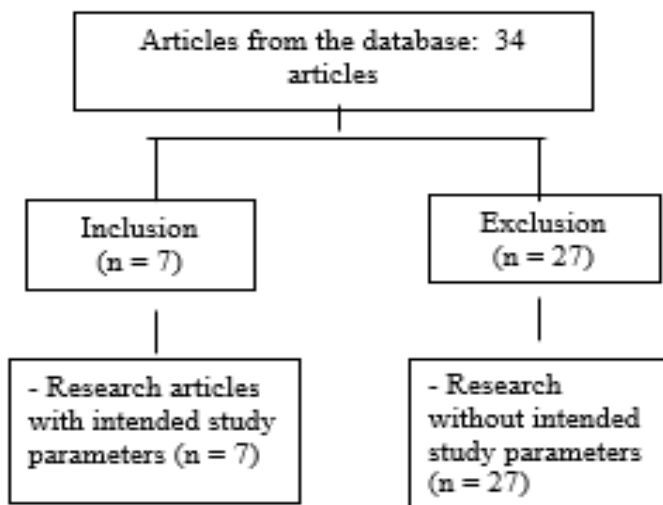 Articles from the database: 34
articles
Inclusion
(n = 7)
Exclusion
(n = 27)
- Research articles
with intended study
parameters (n = 7)
- Research
without intended
study parameters
(n = 27)